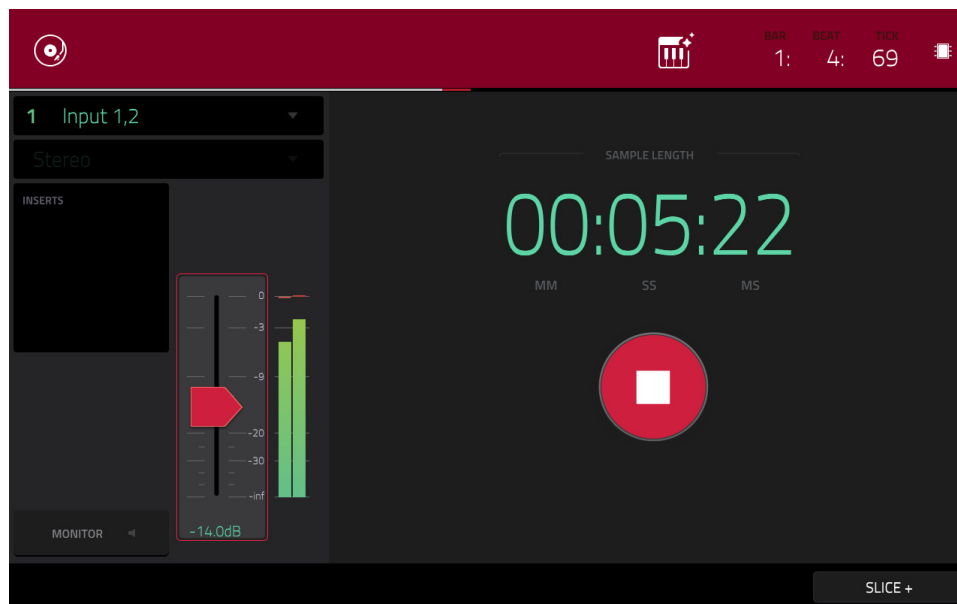 BAR BEAT TICK
1: 4: 69
1 Input 1,2
Stereo
INSERTS
SAMPLE LENGTH
00:05:22
MM SS MS
0
-3
-9
-20
-30
-inf
-14.0dB
MONITOR
SLICE +